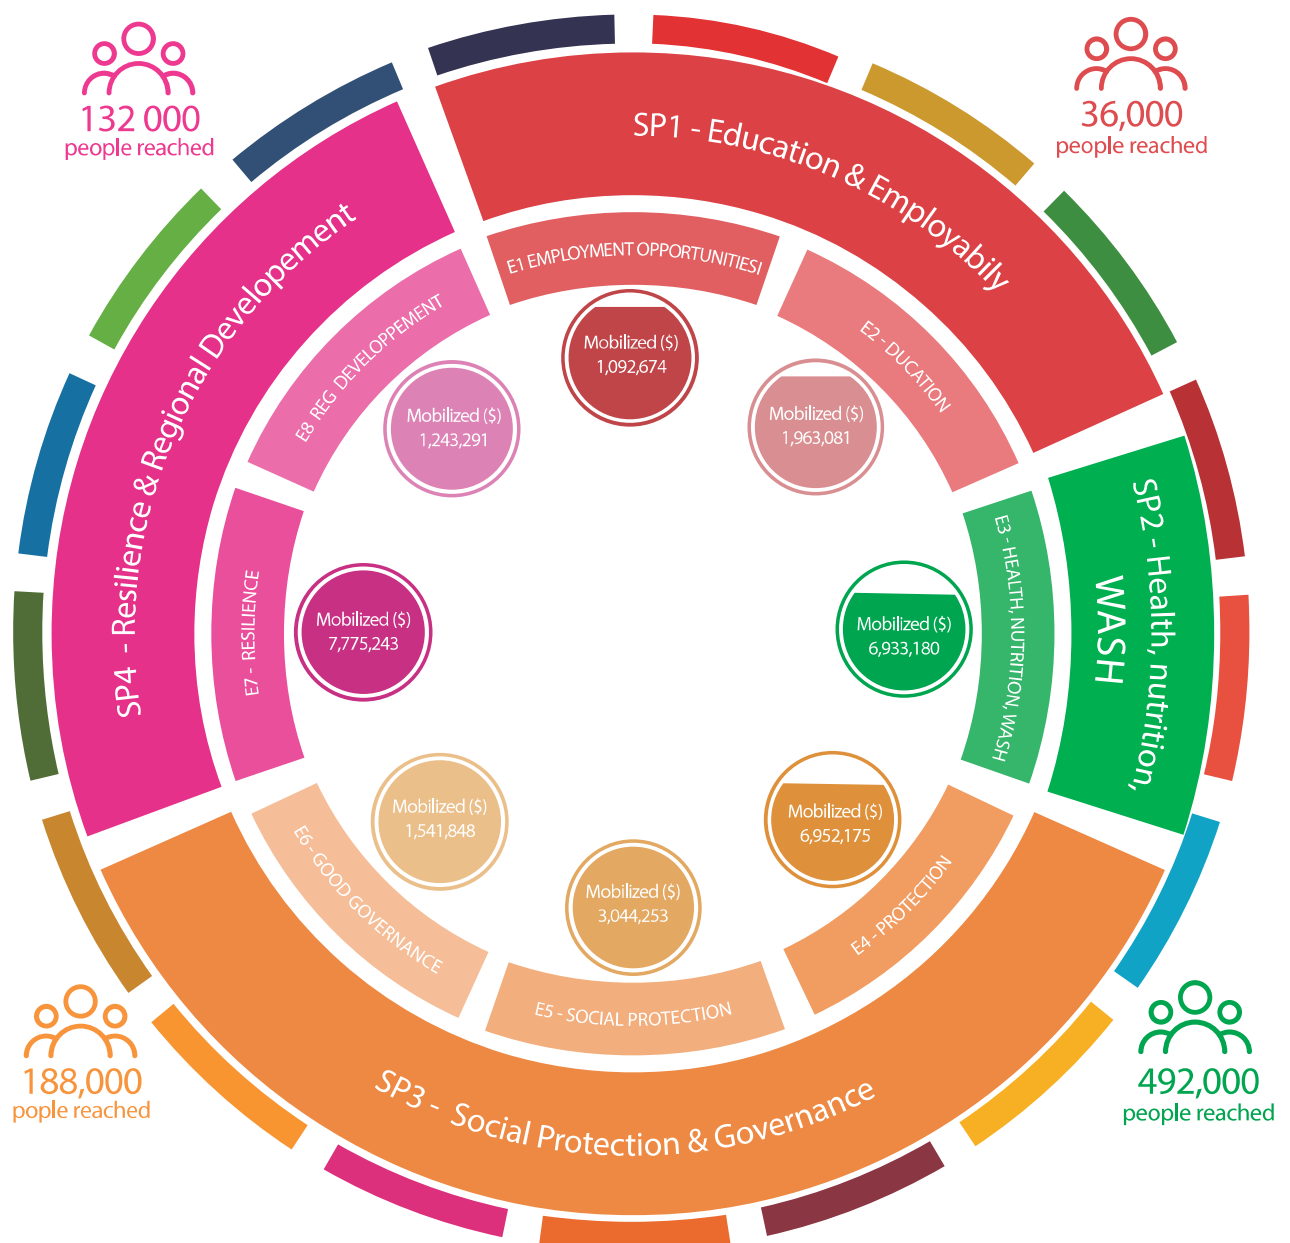 132 000
people reached
36,000
people reached
SP1 - Education & Employabily
E1 EMPLOYMENT OPPORTUNITIESI
Mobilized ($)
1,092,674
E2 - DUCATION
Mobilized ($)
1,963,081
SP2 - Health, nutrition,
WASH
E3 - HEALTH, NUTRITION, WASH
Mobilized ($)
6,933,180
SP3 - Social Protection & Governance
E4 - PROTECTION
Mobilized ($)
6,952,175
E5 - SOCIAL PROTECTION
Mobilized ($)
3,044,253
E6 - GOOD GOVERNANCE
Mobilized ($)
1,541,848
SP4 - Resilience & Regional Developement
E7 - RESILIENCE
Mobilized ($)
7,775,243
E8 REG DEVELOPPEMENT
Mobilized ($)
1,243,291
188,000
pople reached
492,000
people reached